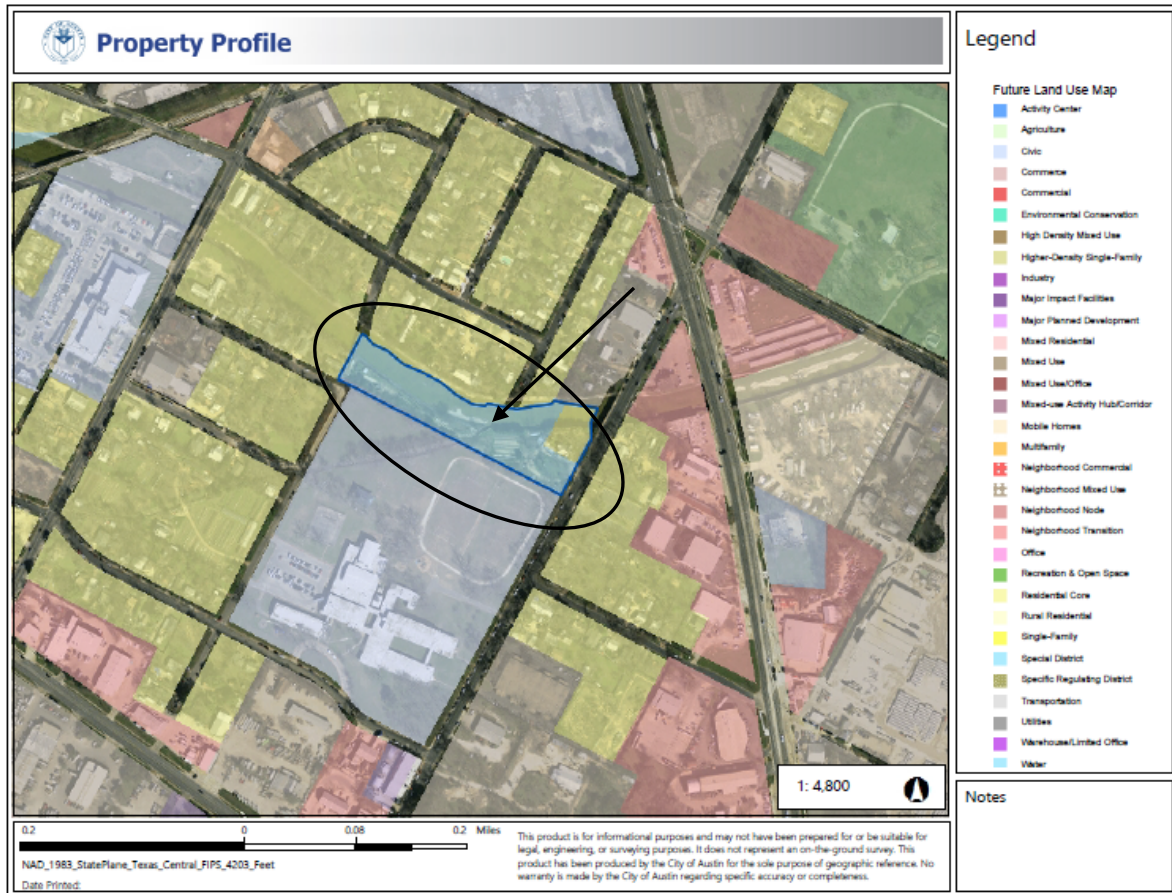 Property Profile
Legend
Future Land Use Map
Activity Center
Agriculture
Civic
Commerce
Commercial
Environmental Conservation
High Density Mixed Use
Higher-Density Single-Family
Industry
Major Impact Facilities
Major Planned Development
Mixed Residential
Mixed Use
Mixed Use/Office
Mixed-use Activity Hub/Corridor
Mobile Homes
Multifamily
Neighborhood Commercial
Neighborhood Mixed Use
Neighborhood Node
Neighborhood Transition
Office
Recreation & Open Space
Residential Core
Rural Residential
Single-Family
Special District
Specific Regulating District
Transportation
Utilities
Warehouse/Limited Office
Water
1: 4,800
Notes
0.2 0 0.08 0.2 Miles
NAD_1983_StatePlane_Texas_Central_FIPS_4203_Feet
Date Printed:
This product is for informational purposes and may not have been prepared for or be suitable for
legal, engineering, or surveying purposes. It does not represent an on-the-ground survey. This
product has been produced by the City of Austin for the sole purpose of geographic reference. No
warranty is made by the City of Austin regarding specific accuracy or completeness.